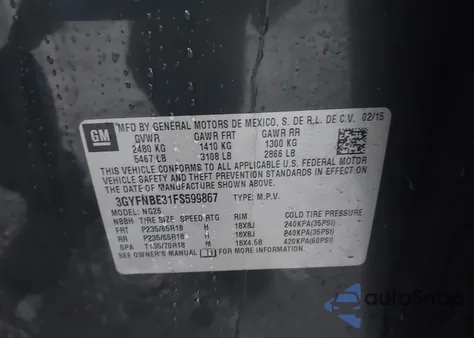 GM
MFD BY GENERAL MOTORS DE MEXICO, S. DE R.L. DE C.V. 02/15
GVWR GAWR FRT GAWR RR
2480 KG 1410 KG 1300 KG
5467 LB 3108 LB 2866 LB
THIS VEHICLE CONFORMS TO ALL APPLICABLE U.S. FEDERAL MOTOR
VEHICLE SAFETY AND THEFT PREVENTION STANDARDS IN EFFECT ON THE
DATE OF MANUFACTURE SHOWN ABOVE.
3GYFNBE31FS599867 TYPE: M.P.V.
MODEL: NG26
TIRE SIZE SPEED RTG RIM COLD TIRE PRESSURE
FRT P235/65R18 H 18X8J 240KPA(35PSI)
RR P235/65R18 H 18X8J 240KPA(35PSI)
SPA T135/70R18 M 18X4.5B 420KPA(60PSI)
SEE OWNER'S MANUAL FOR MORE INFORMATION.
autoSnap